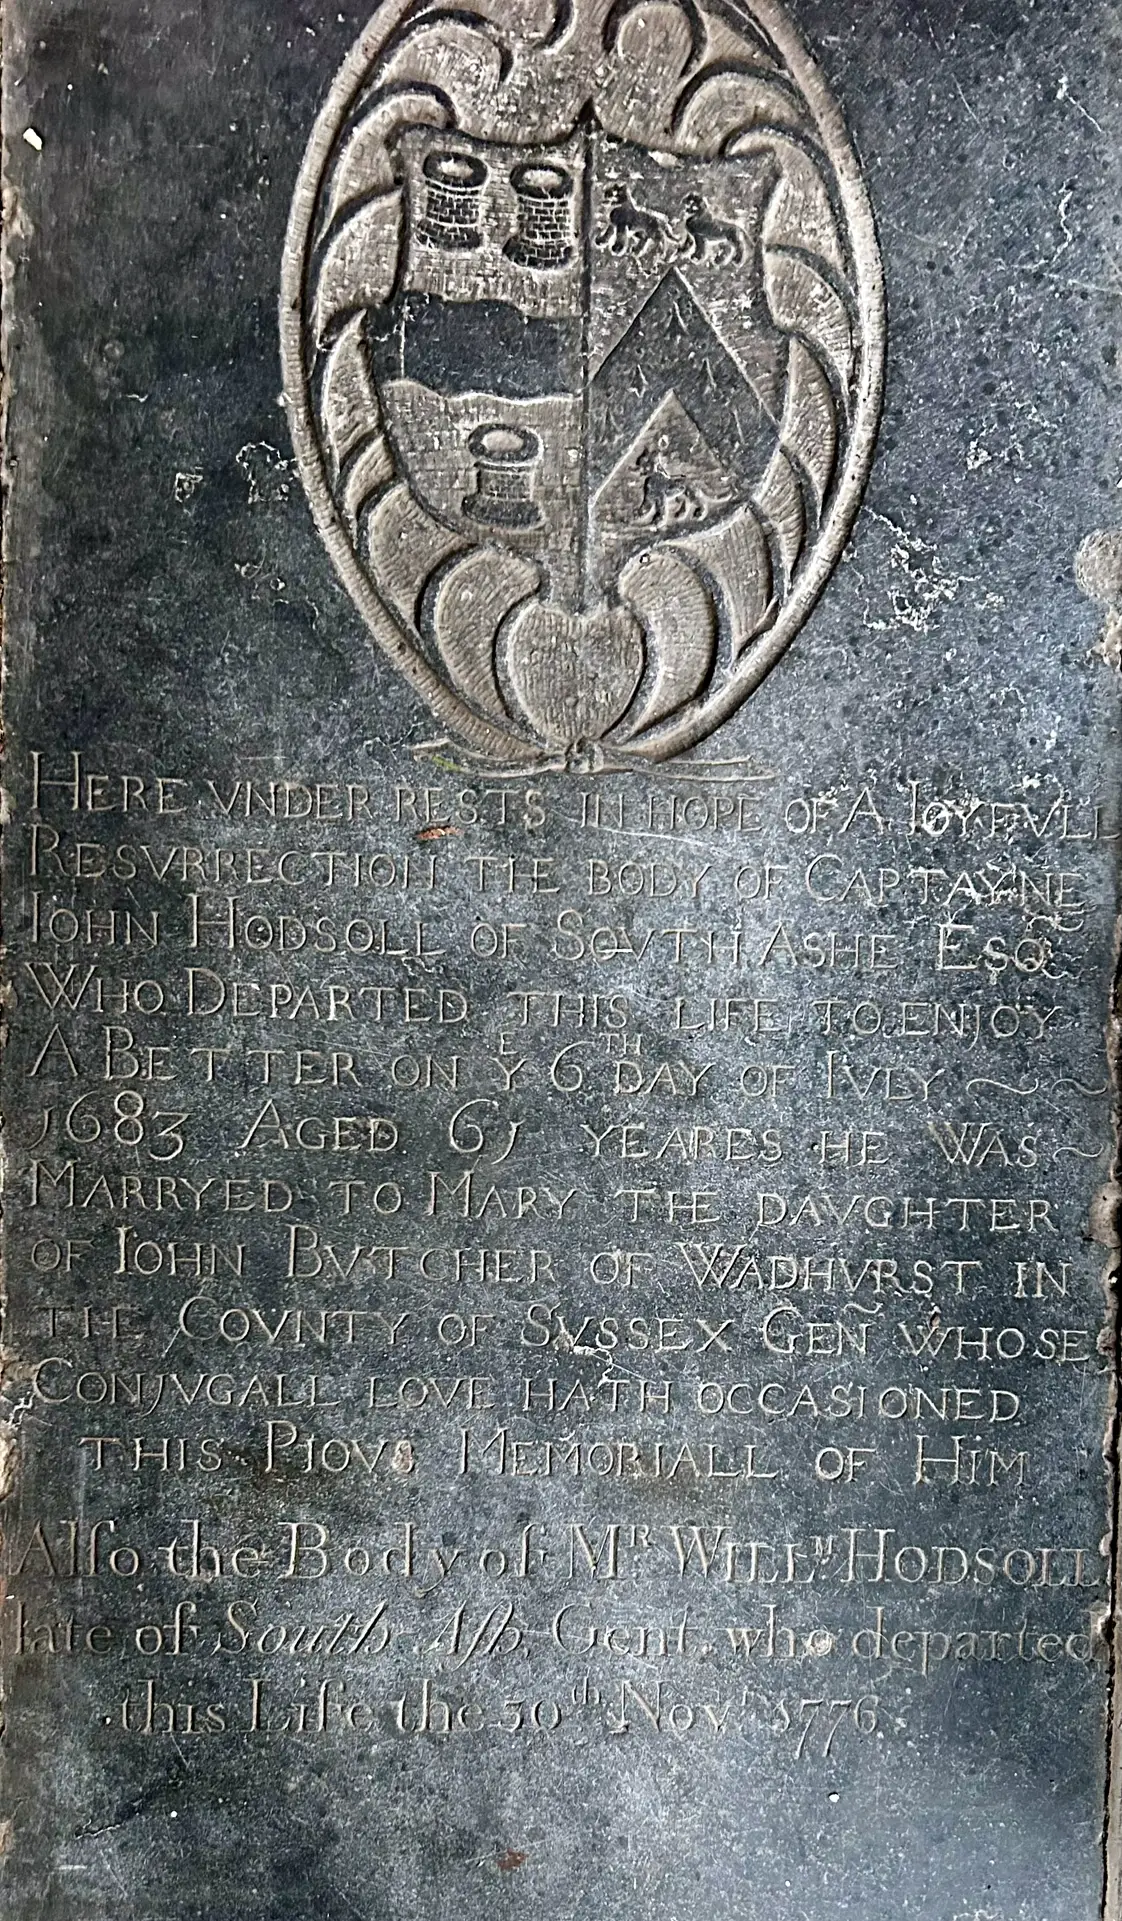 HERE VNDER RESTS IN HOPE OF A IOYFVLL
RESVRRECTION THE BODY OF CAPTAYNE
IOHN HODSOLL OF SOVTH ASHE ESQ
WHO DEPARTED THIS LIFE TO ENJOY
A BETTER ON Yᴱ 6ᵀᴴ DAY OF IVLY ~ ~
1683 AGED 61 YEARES HE WAS ~
MARRYED TO MARY THE DAVGHTER
OF IOHN BVTCHER OF WADHVRST IN
THE COVNTY OF SVSSEX GEÑ WHOSE
CONJVGALL LOVE HATH OCCASIONED
THIS PIOVS MEMORIALL OF HIM
Alſo the Body of Mᴿ WILLᴹ HODSOLL
late of South Aſh Gent. who departed
this Life the 30ᵗʰ Novʳ 1776